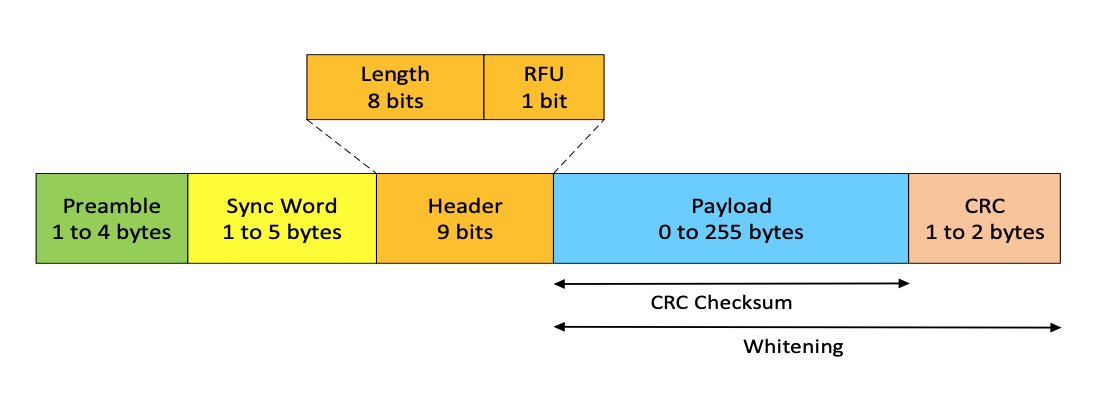 Length
8 bits
RFU
1 bit
Preamble
1 to 4 bytes
Sync Word
1 to 5 bytes
Header
9 bits
Payload
0 to 255 bytes
CRC
1 to 2 bytes
CRC Checksum
Whitening